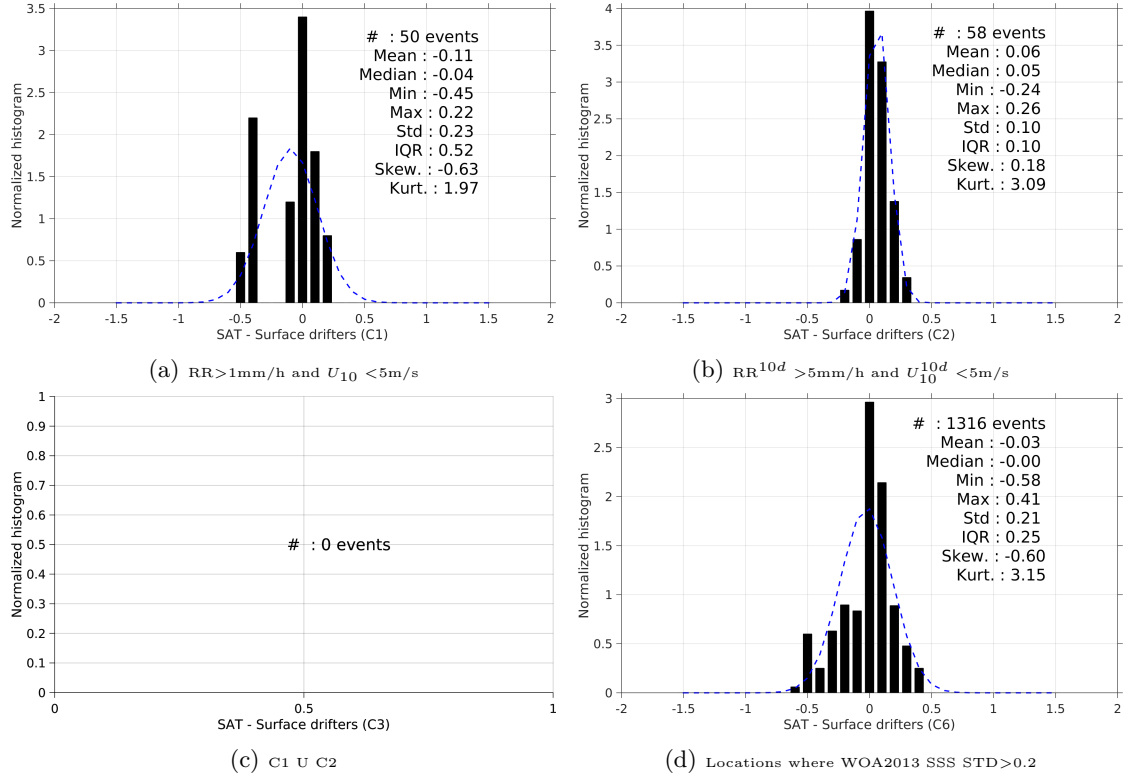 3.5
3
2.5
2
1.5
1
0.5
0
-2 -1.5 -1 -0.5 0 0.5 1 1.5 2
Normalized histogram
SAT - Surface drifters (C1)
# : 50 events
Mean : -0.11
Median : -0.04
Min : -0.45
Max : 0.22
Std : 0.23
IQR : 0.52
Skew. : -0.63
Kurt. : 1.97
(a) RR>1mm/h and U10 <5m/s
4
3.5
3
2.5
2
1.5
1
0.5
0
-2 -1.5 -1 -0.5 0 0.5 1 1.5 2
Normalized histogram
SAT - Surface drifters (C2)
# : 58 events
Mean : 0.06
Median : 0.05
Min : -0.24
Max : 0.26
Std : 0.10
IQR : 0.10
Skew. : 0.18
Kurt. : 3.09
(b) RR10d >5mm/h and U10 10d <5m/s
1
0.9
0.8
0.7
0.6
0.5
0.4
0.3
0.2
0.1
0
0 0.5 1
Normalized histogram
SAT - Surface drifters (C3)
# : 0 events
(c) C1 U C2
3
2.5
2
1.5
1
0.5
0
-2 -1.5 -1 -0.5 0 0.5 1 1.5 2
Normalized histogram
SAT - Surface drifters (C6)
# : 1316 events
Mean : -0.03
Median : -0.00
Min : -0.58
Max : 0.41
Std : 0.21
IQR : 0.25
Skew. : -0.60
Kurt. : 3.15
(d) Locations where WOA2013 SSS STD>0.2